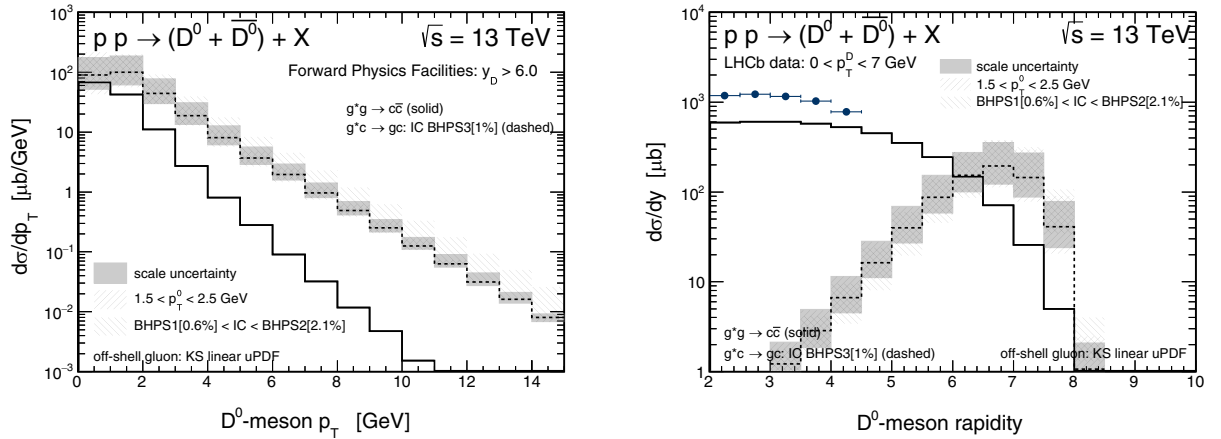 p p → (D⁰ + D̅⁰) + X √s = 13 TeV
Forward Physics Facilities: y_D > 6.0
g*g → cc̅ (solid)
g*c → gc: IC BHPS3[1%] (dashed)
scale uncertainty
1.5 < p_T⁰ < 2.5 GeV
BHPS1[0.6%] < IC < BHPS2[2.1%]
off-shell gluon: KS linear uPDF
dσ/dp_T [μb/GeV]
10³
10²
10
1
10⁻¹
10⁻²
10⁻³
0 2 4 6 8 10 12 14
D⁰-meson p_T [GeV]
p p → (D⁰ + D̅⁰) + X √s = 13 TeV
LHCb data: 0 < p_T^D < 7 GeV
scale uncertainty
1.5 < p_T⁰ < 2.5 GeV
BHPS1[0.6%] < IC < BHPS2[2.1%]
g*g → cc̅ (solid)
g*c → gc: IC BHPS3[1%] (dashed)
off-shell gluon: KS linear uPDF
dσ/dy [μb]
10⁴
10³
10²
10
1
2 3 4 5 6 7 8 9 10
D⁰-meson rapidity